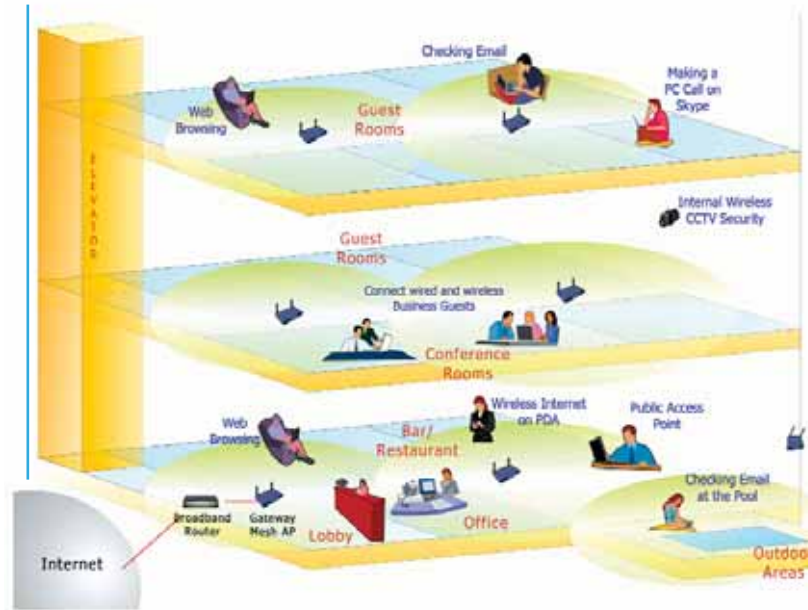 Checking Email
Making a
PC Call on
Skype
Web
Browsing
Guest
Rooms
ELEVATOR
Internal Wireless
CCTV Security
Guest
Rooms
Connect wired and wireless
Business Guests
Conference
Rooms
Wireless Internet
on PDA
Public Access
Point
Web
Browsing
Bar/
Restaurant
Checking Email
at the Pool
Broadband
Router
Gateway
Mesh AP
Lobby
Office
Internet
Outdoo
Areas